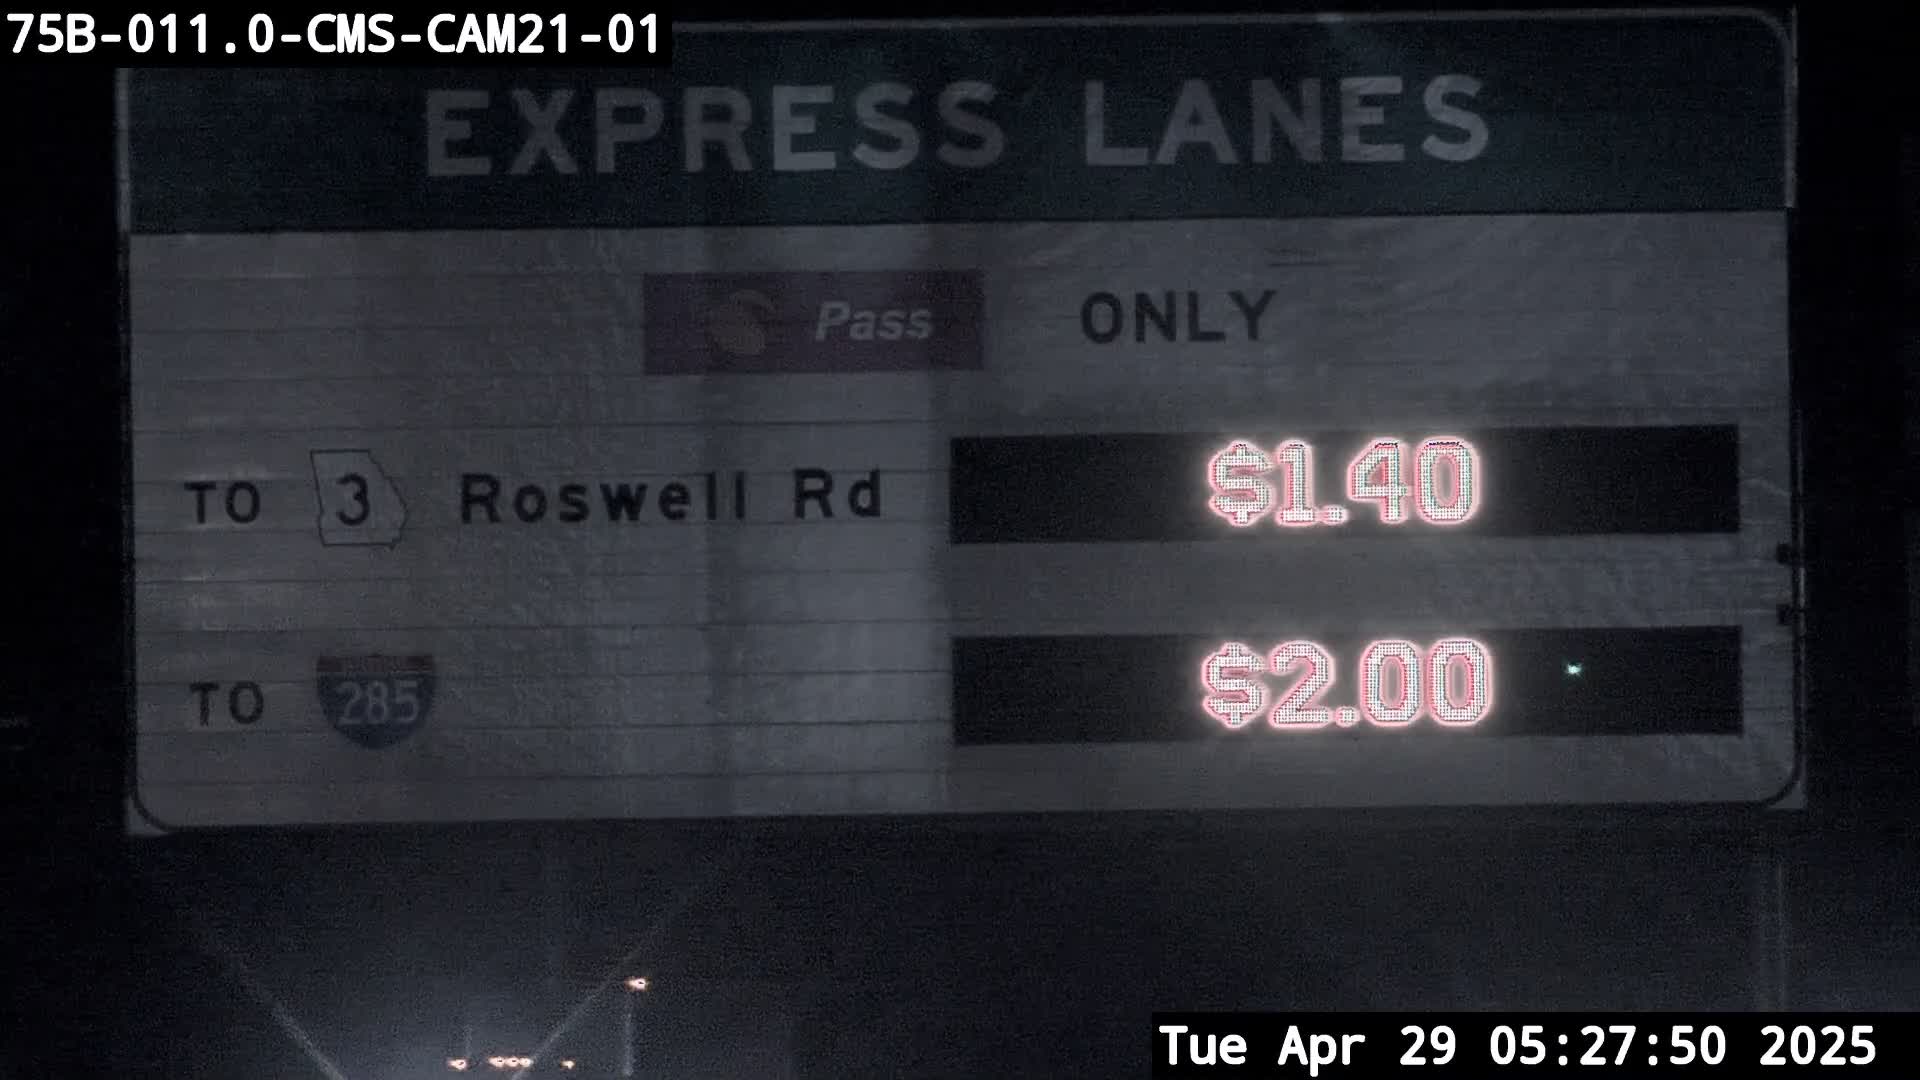 75B-011.0-CMS-CAM21-01
EXPRESS LANES
Pass ONLY
TO 3 Roswell Rd $1.40
TO 285 $2.00
Tue Apr 29 05:27:50 2025